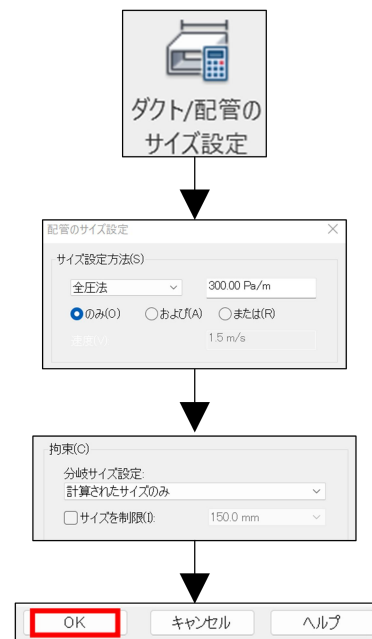 ダクト/配管の
サイズ設定
配管のサイズ設定
サイズ設定方法(S)
全圧法 300.00 Pa/m
のみ(O) および(A) または(R)
1.5 m/s
拘束(C)
分岐サイズ設定:
計算されたサイズのみ
サイズを制限(I): 150.0 mm
OK キャンセル ヘルプ